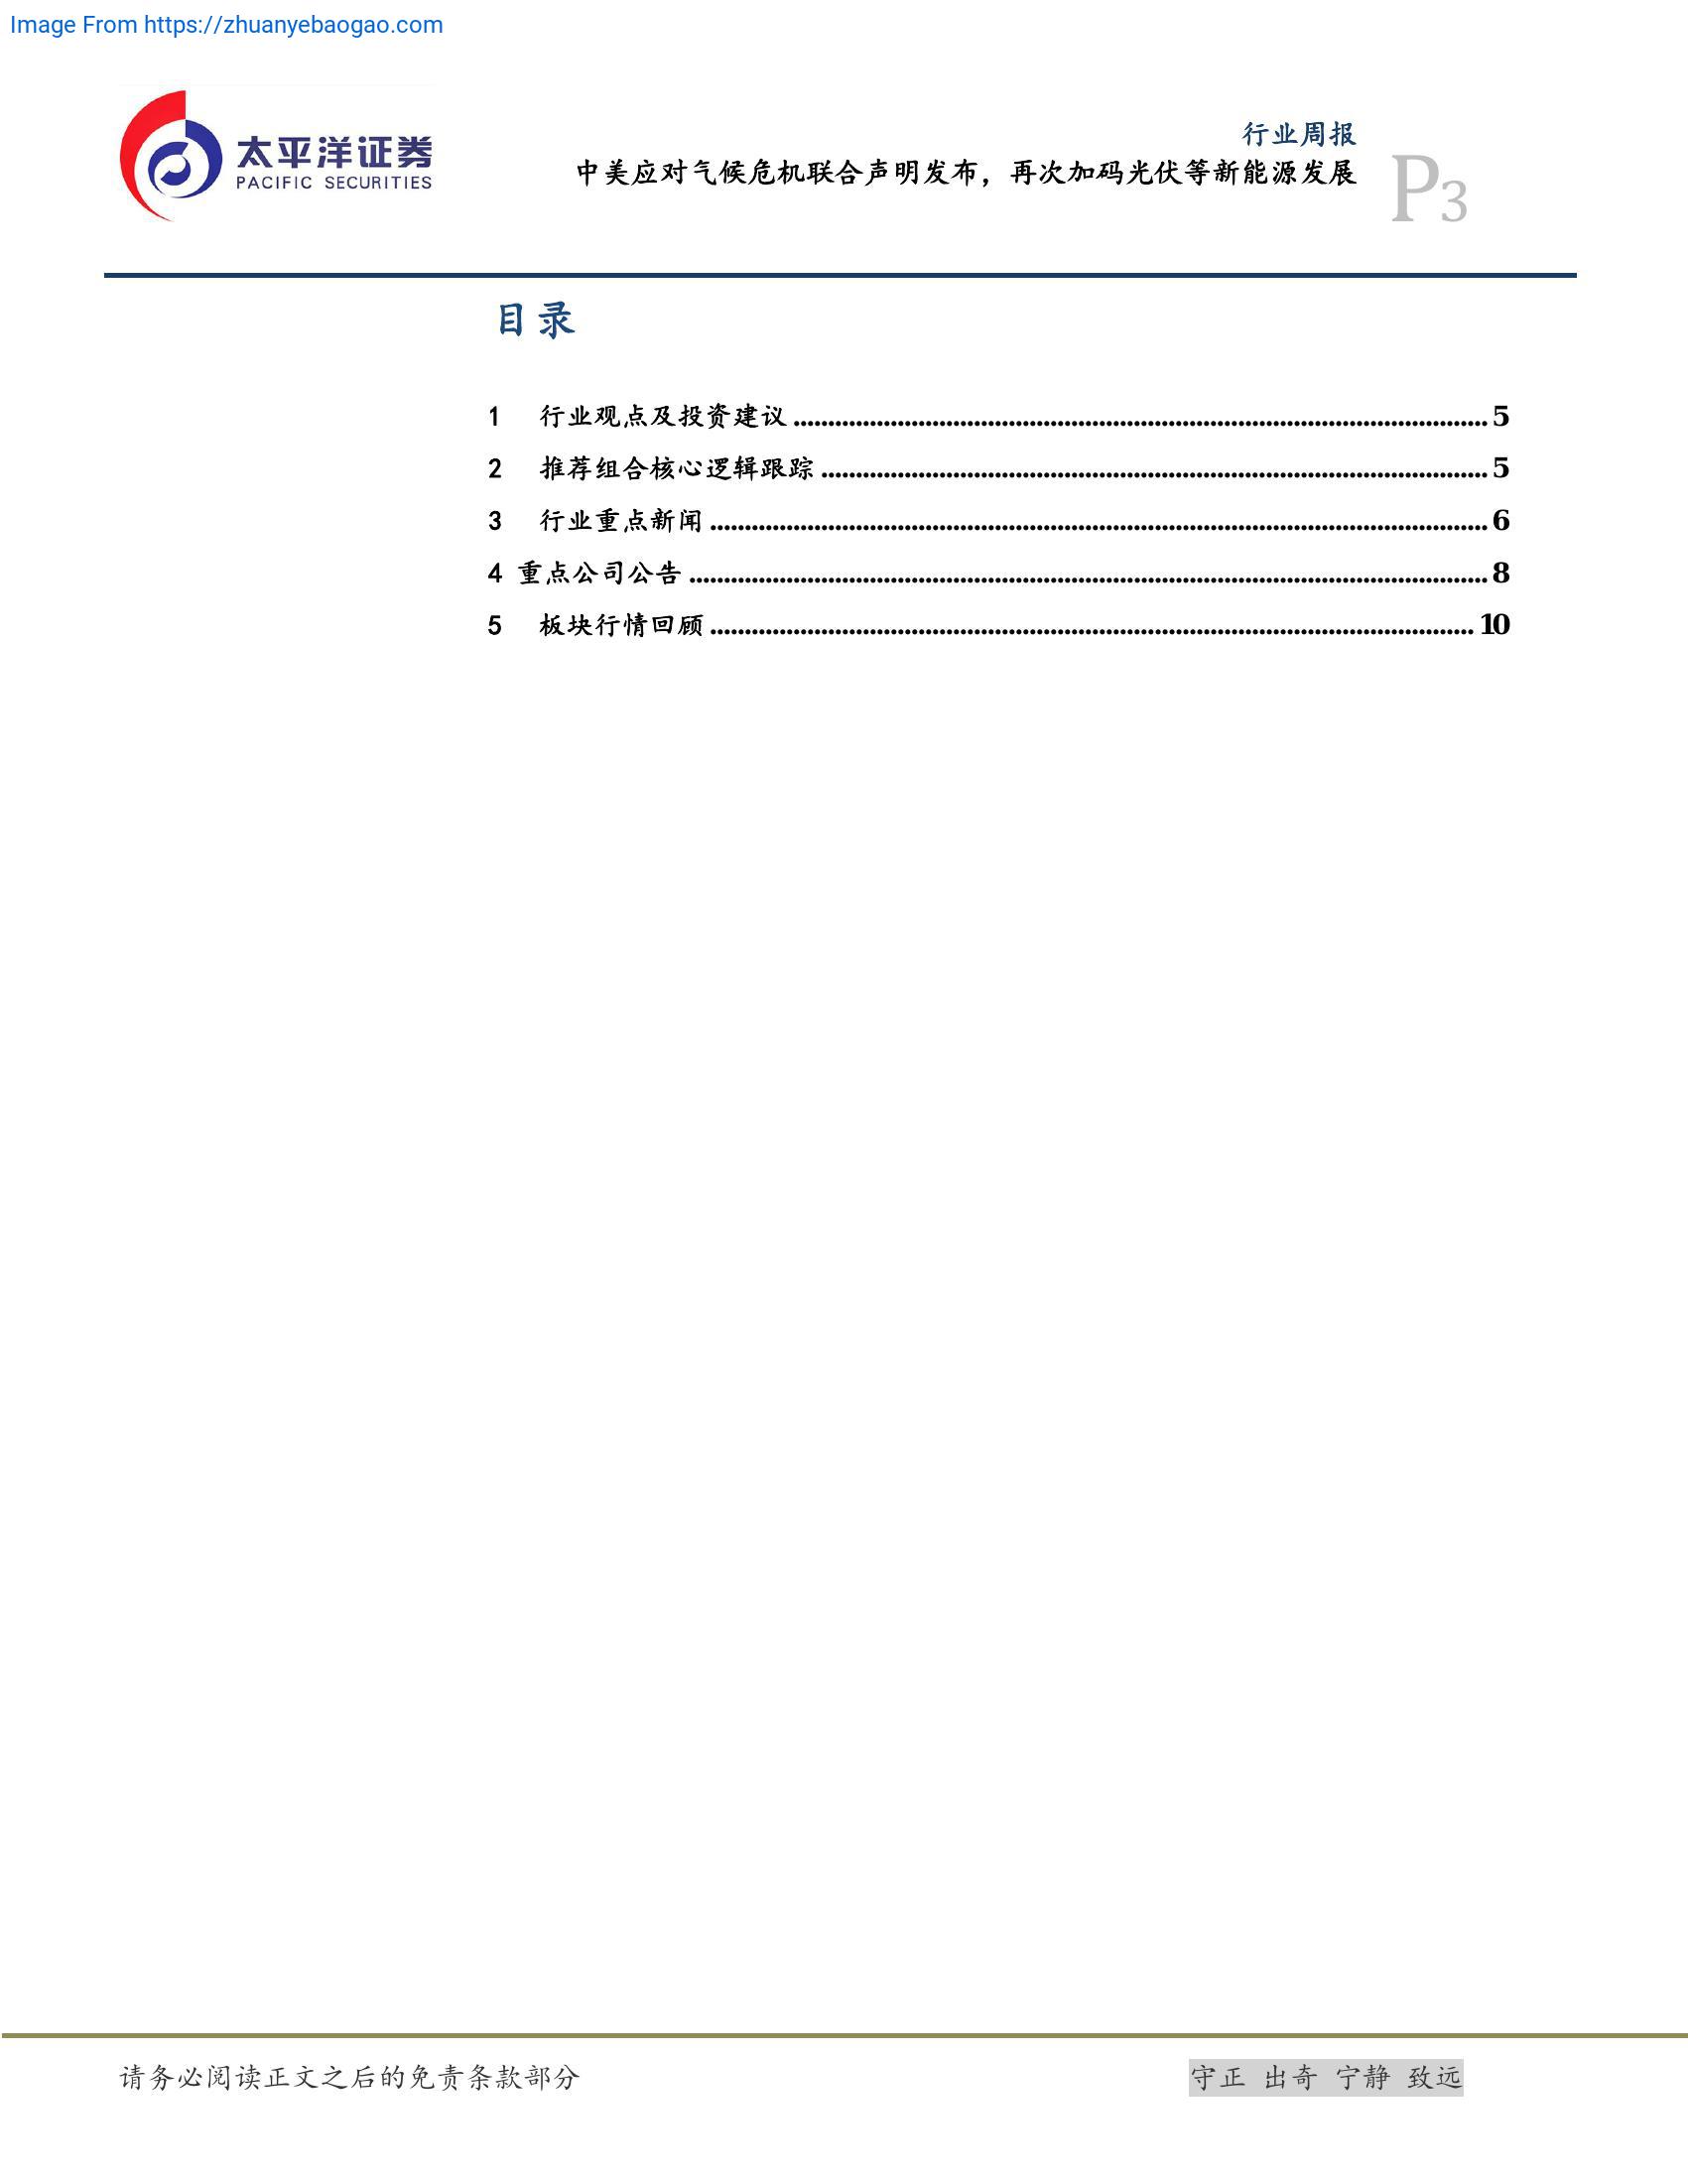 Image From https://zhuanyebaogao.com
太平洋证券
PACIFIC SECURITIES
行业周报
中美应对气候危机联合声明发布，再次加码光伏等新能源发展
P3
目录
1 行业观点及投资建议 5
2 推荐组合核心逻辑跟踪 5
3 行业重点新闻 6
4 重点公司公告 8
5 板块行情回顾 10
请务必阅读正文之后的免责条款部分
守正 出奇 宁静 致远